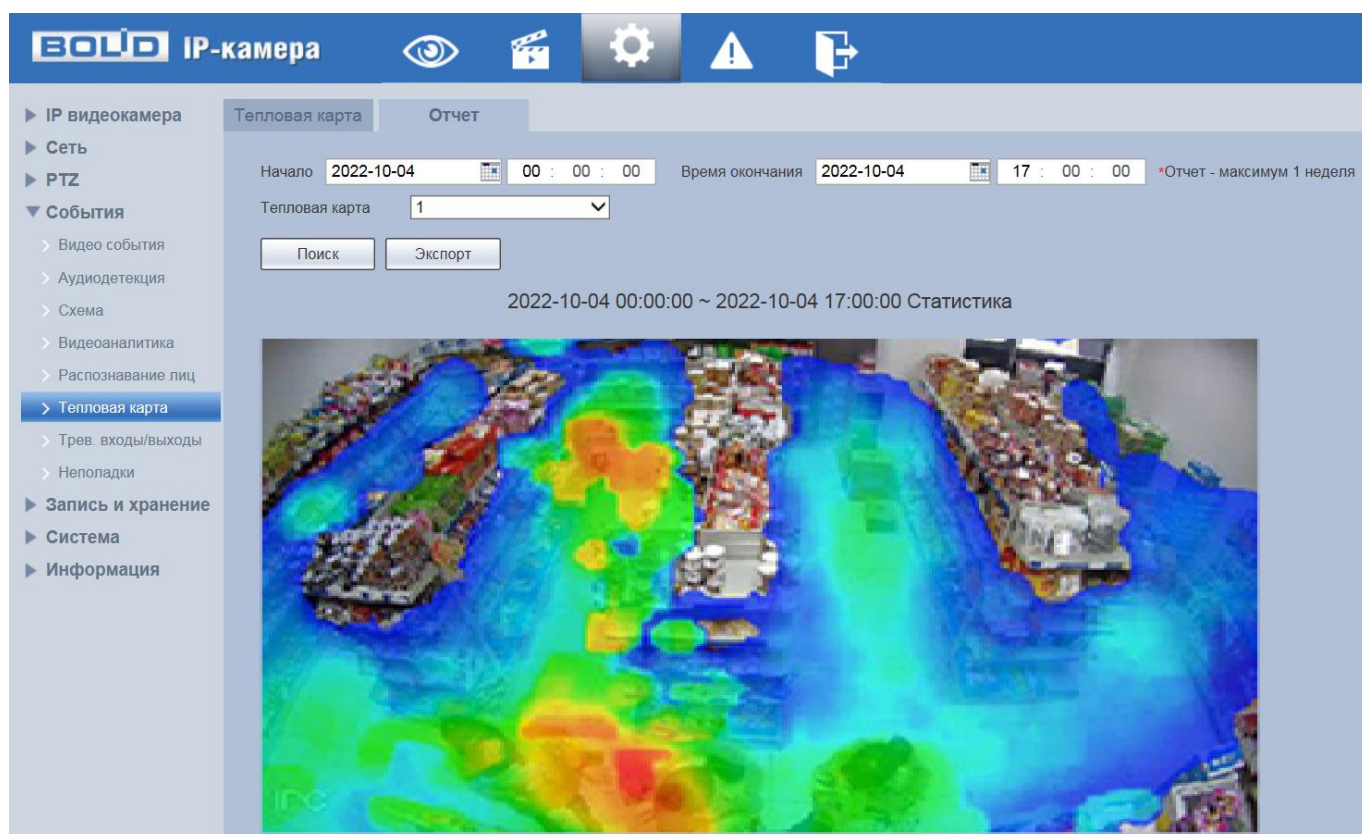 BOLID IP-камера
IP видеокамера
Сеть
PTZ
События
Видео события
Аудиодетекция
Схема
Видеоаналитика
Распознавание лиц
Тепловая карта
Трев. входы/выходы
Неполадки
Запись и хранение
Система
Информация
Тепловая карта Отчет
Начало 2022-10-04 00 : 00 : 00 Время окончания 2022-10-04 17 : 00 : 00 *Отчет - максимум 1 неделя
Тепловая карта 1
Поиск Экспорт
2022-10-04 00:00:00 ~ 2022-10-04 17:00:00 Статистика
IPC